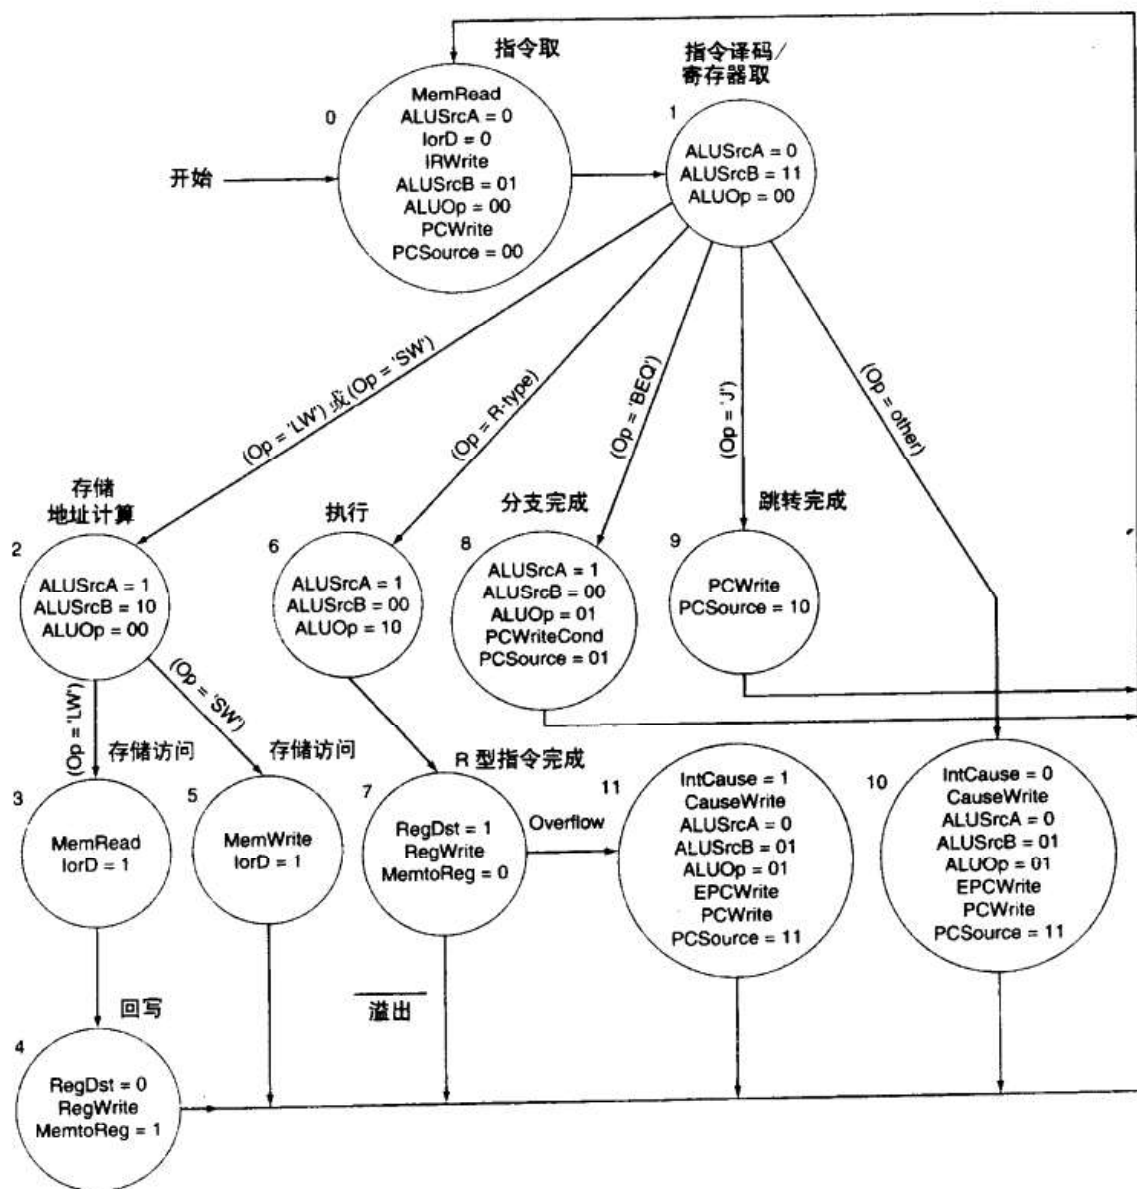 指令取
0
MemRead
ALUSrcA = 0
IorD = 0
IRWrite
ALUSrcB = 01
ALUOp = 00
PCWrite
PCSource = 00
开始
指令译码/
寄存器取
1
ALUSrcA = 0
ALUSrcB = 11
ALUOp = 00
(Op = 'LW') 或 (Op = 'SW')
(Op = R-type)
(Op = 'BEQ')
(Op = 'J')
(Op = other)
存储
地址计算
2
ALUSrcA = 1
ALUSrcB = 10
ALUOp = 00
执行
6
ALUSrcA = 1
ALUSrcB = 00
ALUOp = 10
分支完成
8
ALUSrcA = 1
ALUSrcB = 00
ALUOp = 01
PCWriteCond
PCSource = 01
跳转完成
9
PCWrite
PCSource = 10
(Op = 'LW')
(Op = 'SW')
存储访问
3
MemRead
IorD = 1
存储访问
5
MemWrite
IorD = 1
R 型指令完成
7
RegDst = 1
RegWrite
MemtoReg = 0
Overflow
溢出
11
IntCause = 1
CauseWrite
ALUSrcA = 0
ALUSrcB = 01
ALUOp = 01
EPCWrite
PCWrite
PCSource = 11
10
IntCause = 0
CauseWrite
ALUSrcA = 0
ALUSrcB = 01
ALUOp = 01
EPCWrite
PCWrite
PCSource = 11
回写
4
RegDst = 0
RegWrite
MemtoReg = 1